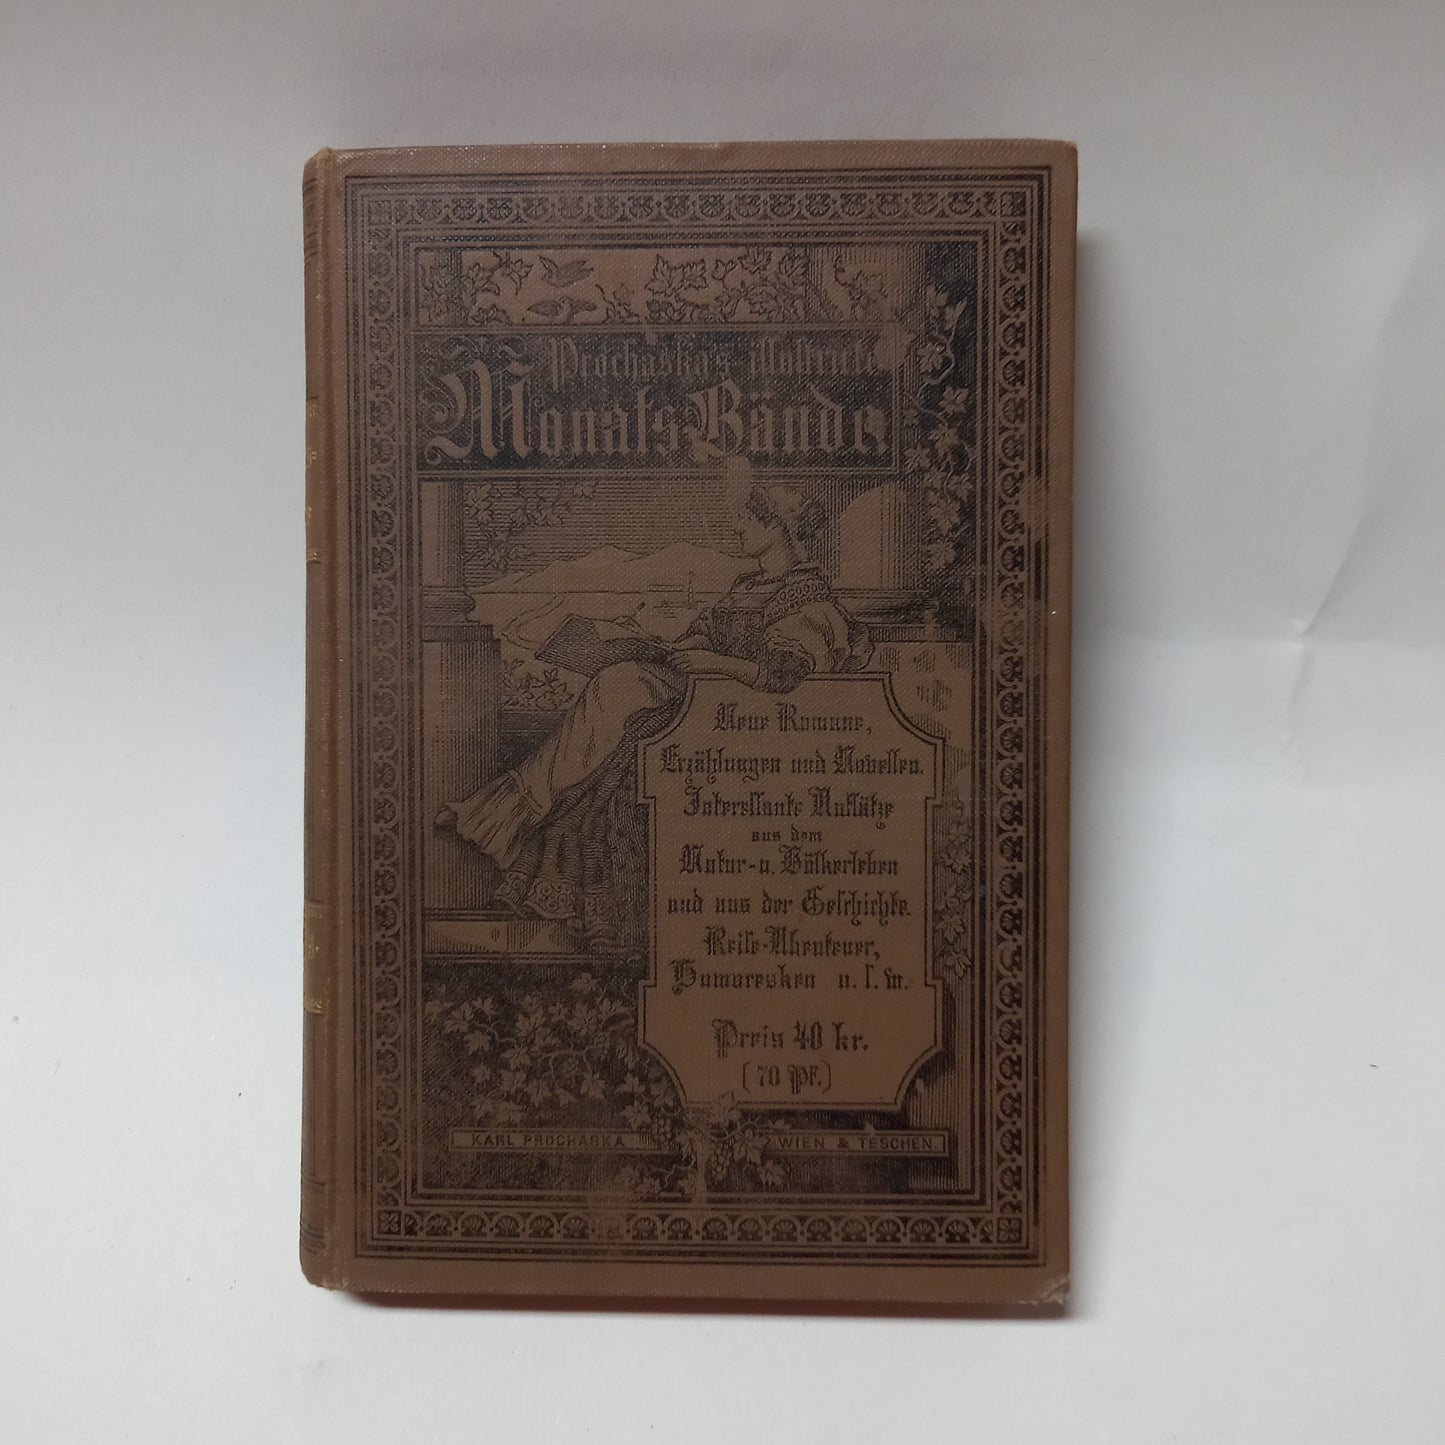 Prochaska's illustrirte
Monats-Bände.
Neue Romane,
Erzählungen und Novellen.
Interessante Aufsätze
aus dem
Natur- u. Völkerleben
und aus der Geschichte.
Reise-Abenteuer,
Humoresken u. s. w.
Preis 40 kr.
(70 Pf.)
KARL PROCHASKA, WIEN & TESCHEN.